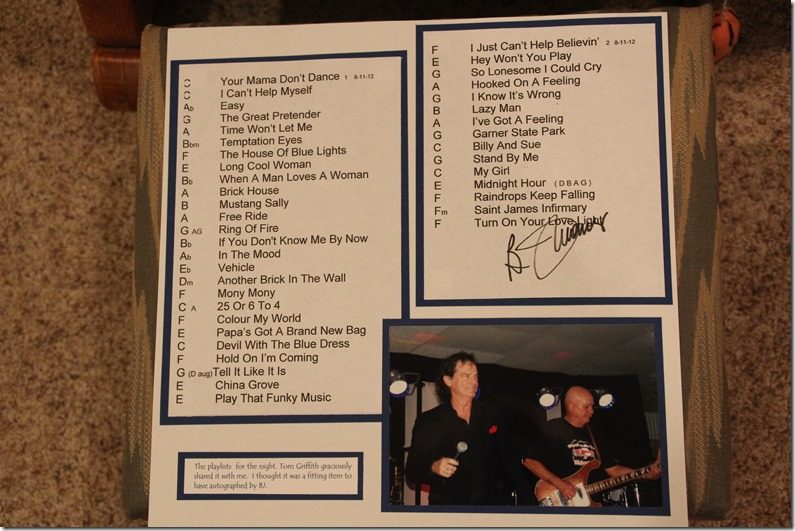 C Your Mama Don't Dance 1 8-11-12
C I Can't Help Myself
Ab Easy
G The Great Pretender
A Time Won't Let Me
Bbm Temptation Eyes
F The House Of Blue Lights
E Long Cool Woman
Bb When A Man Loves A Woman
A Brick House
B Mustang Sally
A Free Ride
G AG Ring Of Fire
Bb If You Don't Know Me By Now
Ab In The Mood
Eb Vehicle
Dm Another Brick In The Wall
F Mony Mony
C A 25 Or 6 To 4
F Colour My World
E Papa's Got A Brand New Bag
C Devil With The Blue Dress
F Hold On I'm Coming
G (D aug) Tell It Like It Is
E China Grove
E Play That Funky Music
F I Just Can't Help Believin' 2 8-11-12
E Hey Won't You Play
G So Lonesome I Could Cry
A Hooked On A Feeling
G I Know It's Wrong
B Lazy Man
A I've Got A Feeling
G Garner State Park
C Billy And Sue
G Stand By Me
C My Girl
E Midnight Hour (DBAG)
F Raindrops Keep Falling
Fm Saint James Infirmary
F Turn On Your Love Light
The playlists for the night. Tom Griffith graciously
shared it with me. I thought it was a fitting item to
have autographed by BJ.